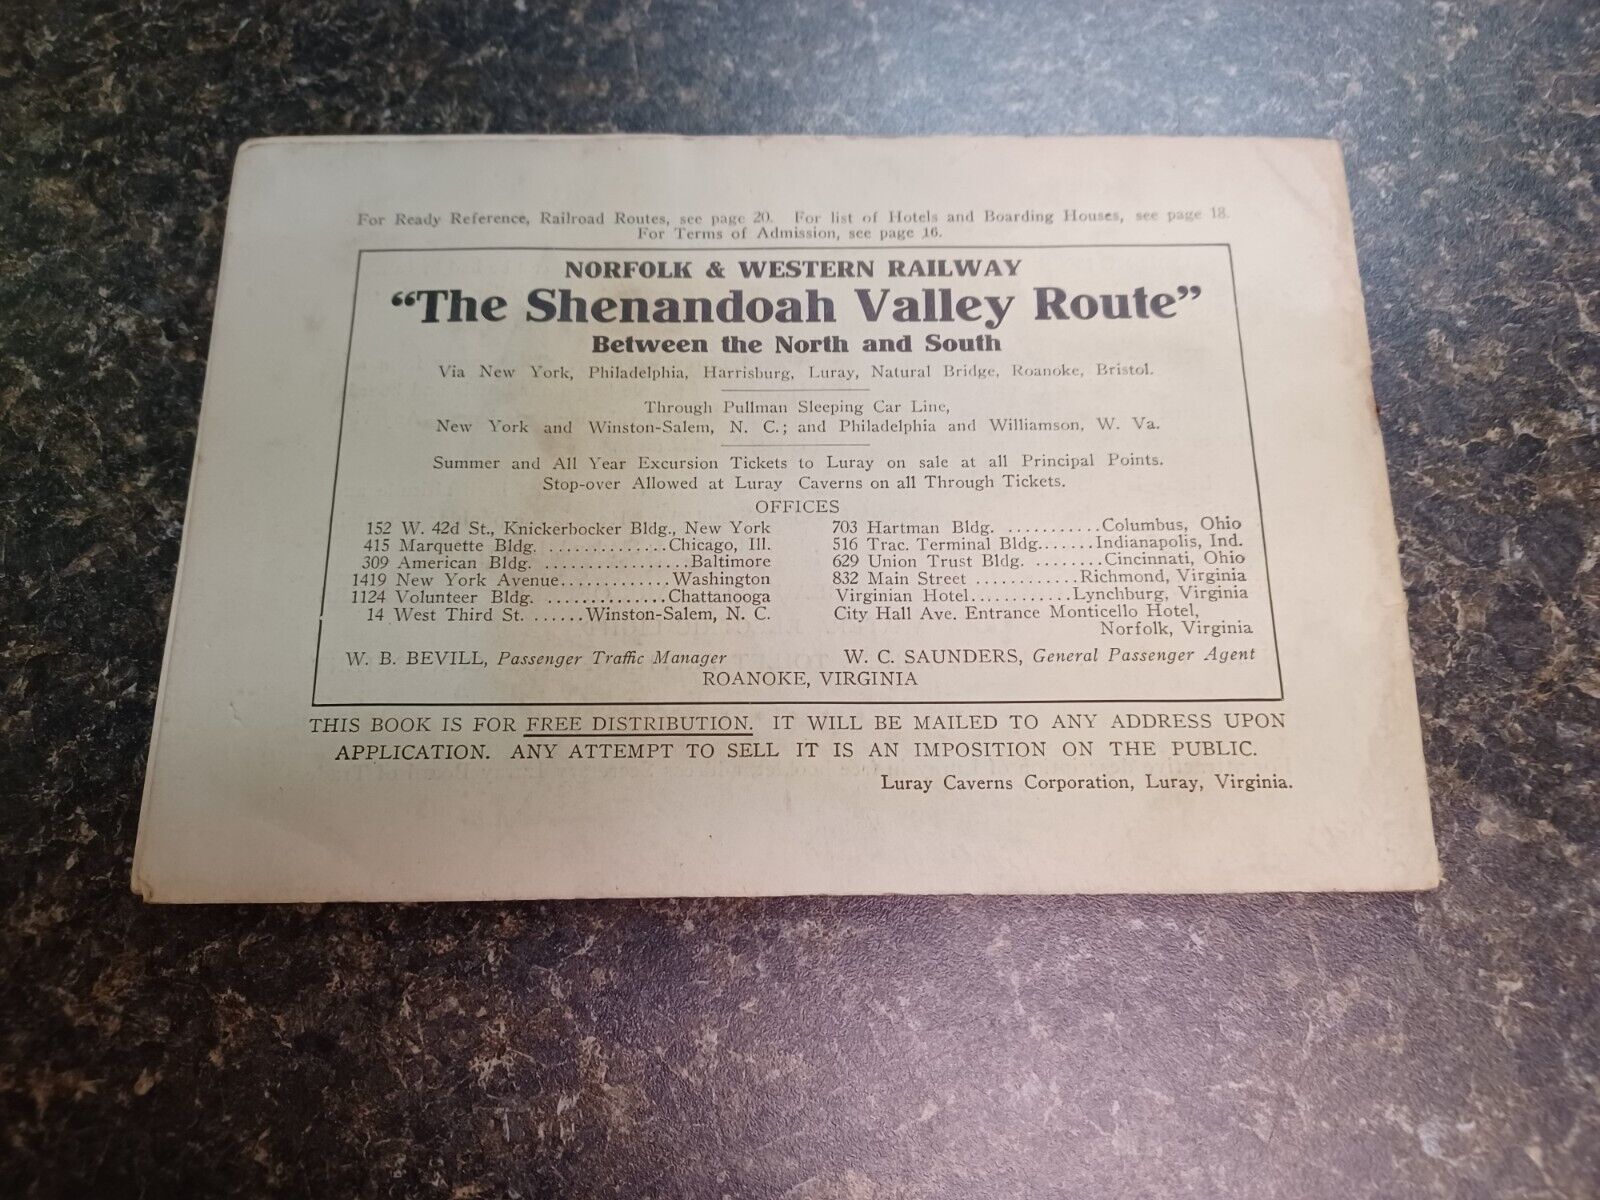 For Ready Reference, Railroad Routes, see page 20. For list of Hotels and Boarding Houses, see page 18.
For Terms of Admission, see page 16.
NORFOLK & WESTERN RAILWAY
“The Shenandoah Valley Route”
Between the North and South
Via New York, Philadelphia, Harrisburg, Luray, Natural Bridge, Roanoke, Bristol.
Through Pullman Sleeping Car Line,
New York and Winston-Salem, N. C.; and Philadelphia and Williamson, W. Va.
Summer and All Year Excursion Tickets to Luray on sale at all Principal Points.
Stop-over Allowed at Luray Caverns on all Through Tickets.
OFFICES
152 W. 42d St., Knickerbocker Bldg., New York
415 Marquette Bldg. ..............Chicago, Ill.
309 American Bldg. .................Baltimore
1419 New York Avenue............Washington
1124 Volunteer Bldg. ..............Chattanooga
14 West Third St. .......Winston-Salem, N. C.
703 Hartman Bldg. ...........Columbus, Ohio
516 Trac. Terminal Bldg.......Indianapolis, Ind.
629 Union Trust Bldg. ........Cincinnati, Ohio
832 Main Street ............Richmond, Virginia
Virginian Hotel............Lynchburg, Virginia
City Hall Ave. Entrance Monticello Hotel,
Norfolk, Virginia
W. B. BEVILL, Passenger Traffic Manager
W. C. SAUNDERS, General Passenger Agent
ROANOKE, VIRGINIA
THIS BOOK IS FOR FREE DISTRIBUTION. IT WILL BE MAILED TO ANY ADDRESS UPON
APPLICATION. ANY ATTEMPT TO SELL IT IS AN IMPOSITION ON THE PUBLIC.
Luray Caverns Corporation, Luray, Virginia.